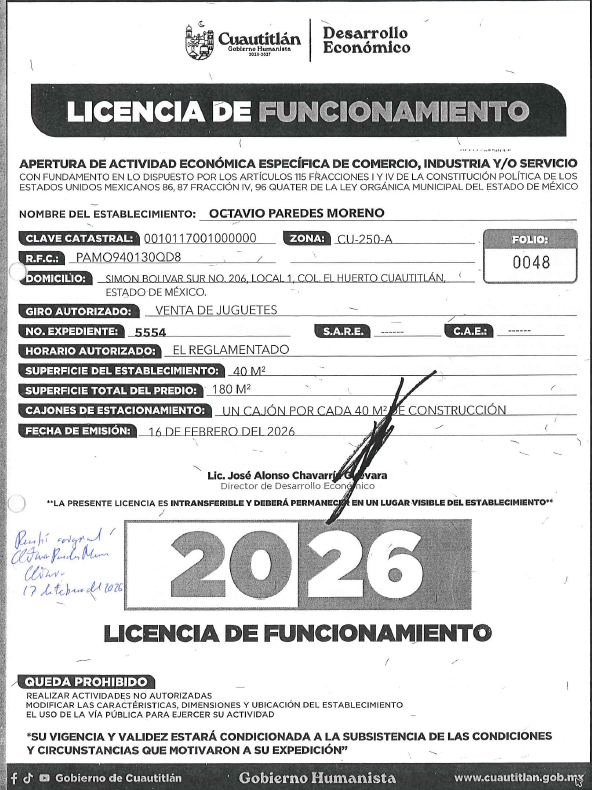 Cuautitlán
Gobierno Humanista
2025-2027
Desarrollo
Económico
LICENCIA DE FUNCIONAMIENTO
APERTURA DE ACTIVIDAD ECONÓMICA ESPECÍFICA DE COMERCIO, INDUSTRIA Y/O SERVICIO
CON FUNDAMENTO EN LO DISPUESTO POR LOS ARTÍCULOS 115 FRACCIONES I Y IV DE LA CONSTITUCIÓN POLÍTICA DE LOS
ESTADOS UNIDOS MEXICANOS 86, 87 FRACCIÓN IV, 96 QUATER DE LA LEY ORGÁNICA MUNICIPAL DEL ESTADO DE MÉXICO
NOMBRE DEL ESTABLECIMIENTO: OCTAVIO PAREDES MORENO
CLAVE CATASTRAL: 0010117001000000 ZONA: CU-250-A
FOLIO:
0048
R.F.C.: PAMO940130QD8
DOMICILIO: SIMON BOLIVAR SUR NO. 206, LOCAL 1, COL. EL HUERTO CUAUTITLÁN,
ESTADO DE MÉXICO.
GIRO AUTORIZADO: VENTA DE JUGUETES
NO. EXPEDIENTE: 5554 S.A.R.E. ------ C.A.E.: ------
HORARIO AUTORIZADO: EL REGLAMENTADO
SUPERFICIE DEL ESTABLECIMIENTO: 40 M²
SUPERFICIE TOTAL DEL PREDIO: 180 M²
CAJONES DE ESTACIONAMIENTO: UN CAJÓN POR CADA 40 M² DE CONSTRUCCIÓN
FECHA DE EMISIÓN: 16 DE FEBRERO DEL 2026
Lic. José Alonso Chavarría Guevara
Director de Desarrollo Económico
**LA PRESENTE LICENCIA ES INTRANSFERIBLE Y DEBERÁ PERMANECER EN UN LUGAR VISIBLE DEL ESTABLECIMIENTO**
Recibí original
17 de febrero del 2026
2026
LICENCIA DE FUNCIONAMIENTO
QUEDA PROHIBIDO
REALIZAR ACTIVIDADES NO AUTORIZADAS
MODIFICAR LAS CARACTERÍSTICAS, DIMENSIONES Y UBICACIÓN DEL ESTABLECIMIENTO
EL USO DE LA VÍA PÚBLICA PARA EJERCER SU ACTIVIDAD
"SU VIGENCIA Y VALIDEZ ESTARÁ CONDICIONADA A LA SUBSISTENCIA DE LAS CONDICIONES
Y CIRCUNSTANCIAS QUE MOTIVARON A SU EXPEDICIÓN"
Gobierno de Cuautitlán
Gobierno Humanista
www.cuautitlan.gob.mx